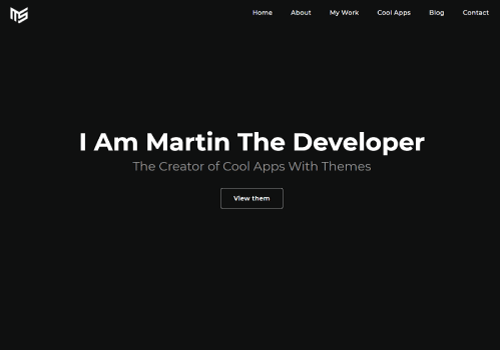 MS
Home About My Work Cool Apps Blog Contact
I Am Martin The Developer
The Creator of Cool Apps With Themes
View them